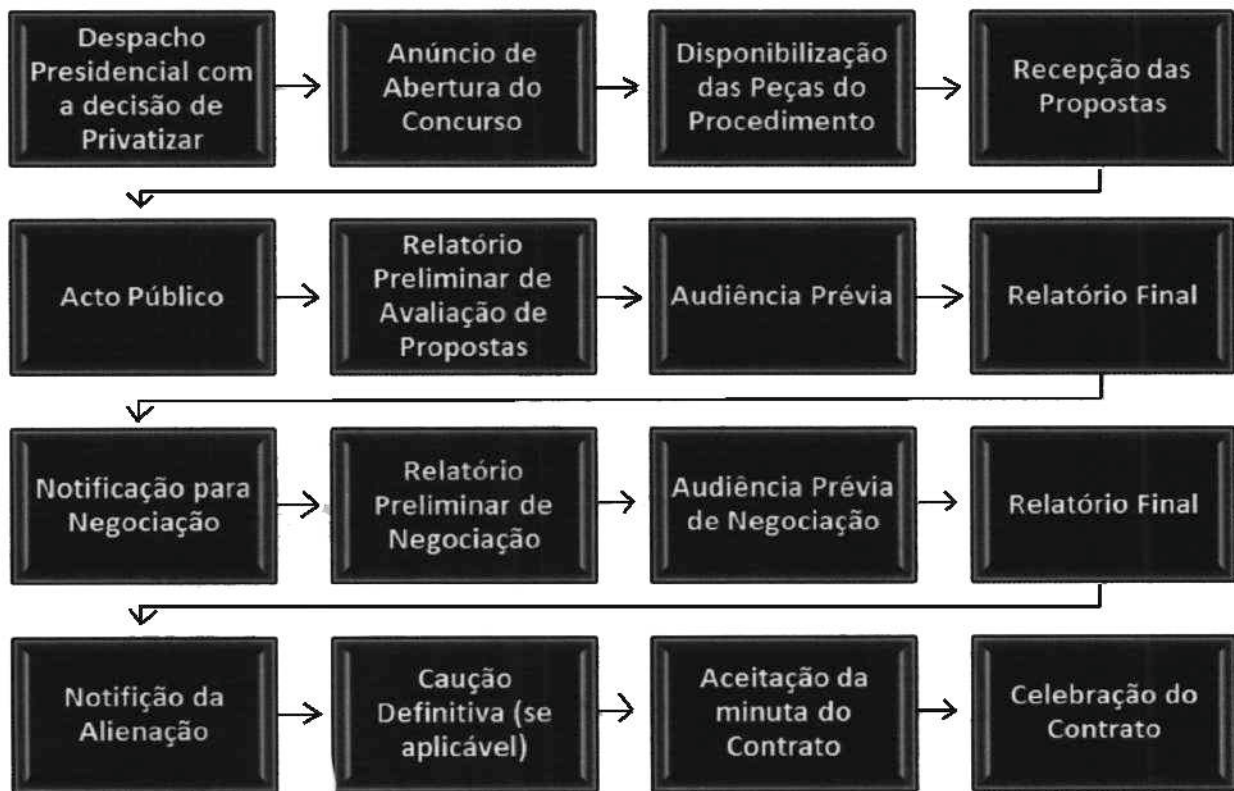 Despacho
Presidencial com
a decisão de
Privatizar
Anúncio de
Abertura do
Concurso
Disponibilização
das Peças do
Procedimento
Recepção das
Propostas
Acto Público
Relatório
Preliminar de
Avaliação de
Propostas
Audiência Prévia
Relatório Final
Notificação para
Negociação
Relatório
Preliminar de
Negociação
Audiência Prévia
de Negociação
Relatório Final
Notifição da
Alienação
Caução
Definitiva (se
aplicável)
Aceitação da
minuta do
Contrato
Celebração do
Contrato